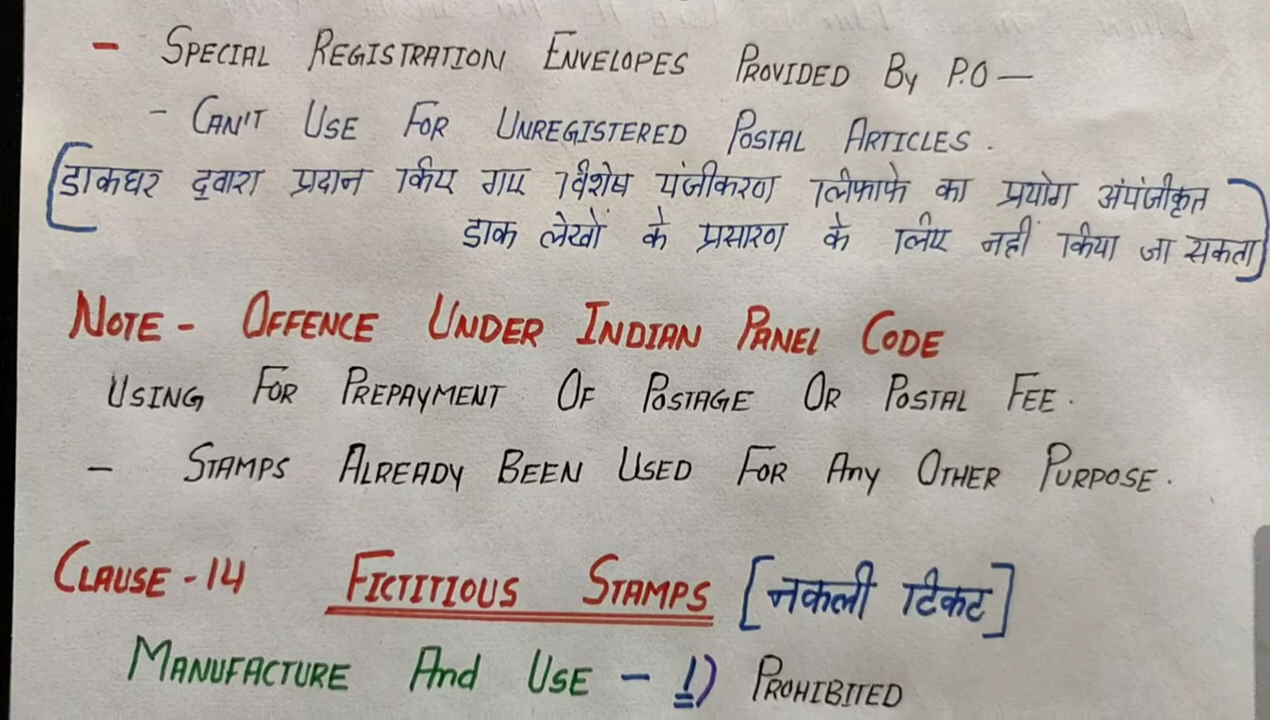 - SPECIAL REGISTRATION ENVELOPES PROVIDED BY P.O —
- CAN'T USE FOR UNREGISTERED POSTAL ARTICLES.
[डाकघर द्वारा प्रदान किए गए विशेष पंजीकरण लिफाफे का प्रयोग अंपंजीकृत
डाक लेखों के प्रसारण के लिए नहीं किया जा सकता]
NOTE - OFFENCE UNDER INDIAN PANEL CODE
USING FOR PREPAYMENT OF POSTAGE OR POSTAL FEE.
- STAMPS ALREADY BEEN USED FOR ANY OTHER PURPOSE.
CLAUSE - 14 FICTITIOUS STAMPS [नकली टिकट]
MANUFACTURE AND USE - 1) PROHIBITED